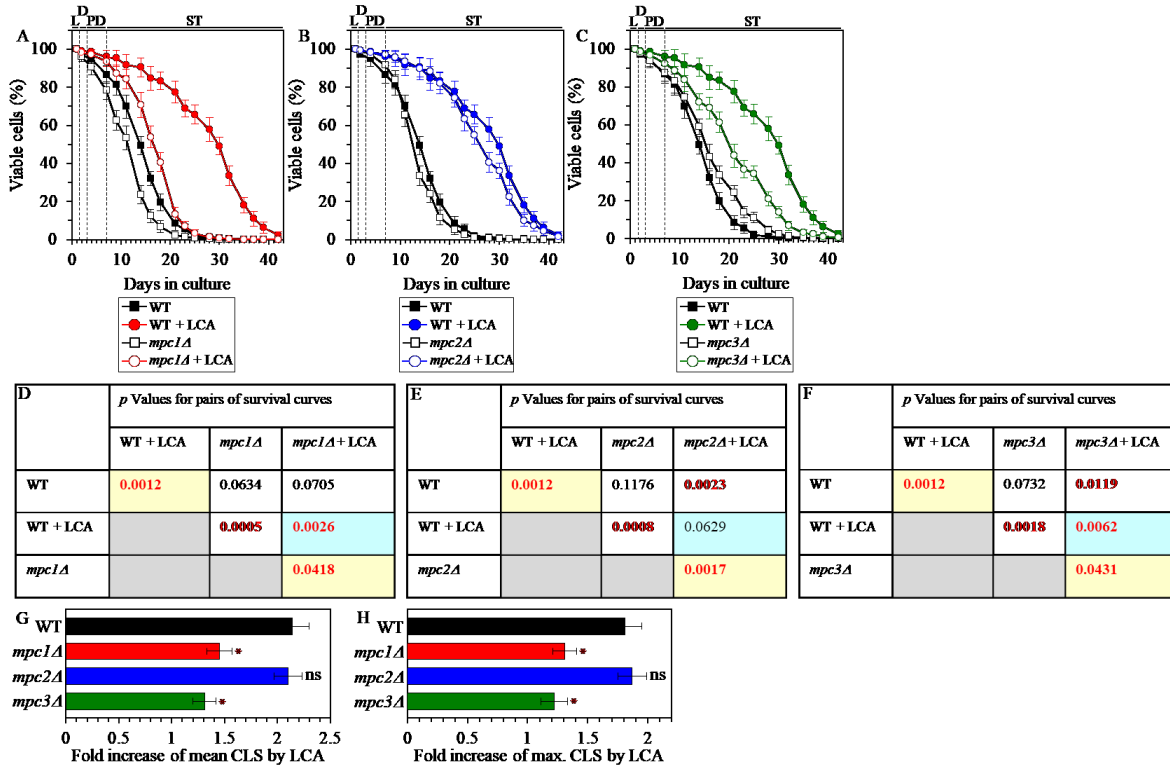 L D PD ST
A
100
80
60
40
20
0
Viable cells (%)
0 10 20 30 40
Days in culture
WT
WT + LCA
mpc1Δ
mpc1Δ + LCA
L D PD ST
B
100
80
60
40
20
0
Viable cells (%)
0 10 20 30 40
Days in culture
WT
WT + LCA
mpc2Δ
mpc2Δ + LCA
L D PD ST
C
100
80
60
40
20
0
Viable cells (%)
0 10 20 30 40
Days in culture
WT
WT + LCA
mpc3Δ
mpc3Δ + LCA
D
p Values for pairs of survival curves
WT + LCA mpc1Δ mpc1Δ + LCA
WT 0.0012 0.0634 0.0705
WT + LCA 0.0005 0.0026
mpc1Δ 0.0418
E
p Values for pairs of survival curves
WT + LCA mpc2Δ mpc2Δ + LCA
WT 0.0012 0.1176 0.0023
WT + LCA 0.0008 0.0629
mpc2Δ 0.0017
F
p Values for pairs of survival curves
WT + LCA mpc3Δ mpc3Δ + LCA
WT 0.0012 0.0732 0.0119
WT + LCA 0.0018 0.0062
mpc3Δ 0.0431
G
WT
mpc1Δ *
mpc2Δ ns
mpc3Δ *
0 0.5 1 1.5 2 2.5
Fold increase of mean CLS by LCA
H
WT
mpc1Δ *
mpc2Δ ns
mpc3Δ *
0 0.5 1 1.5 2
Fold increase of max. CLS by LCA